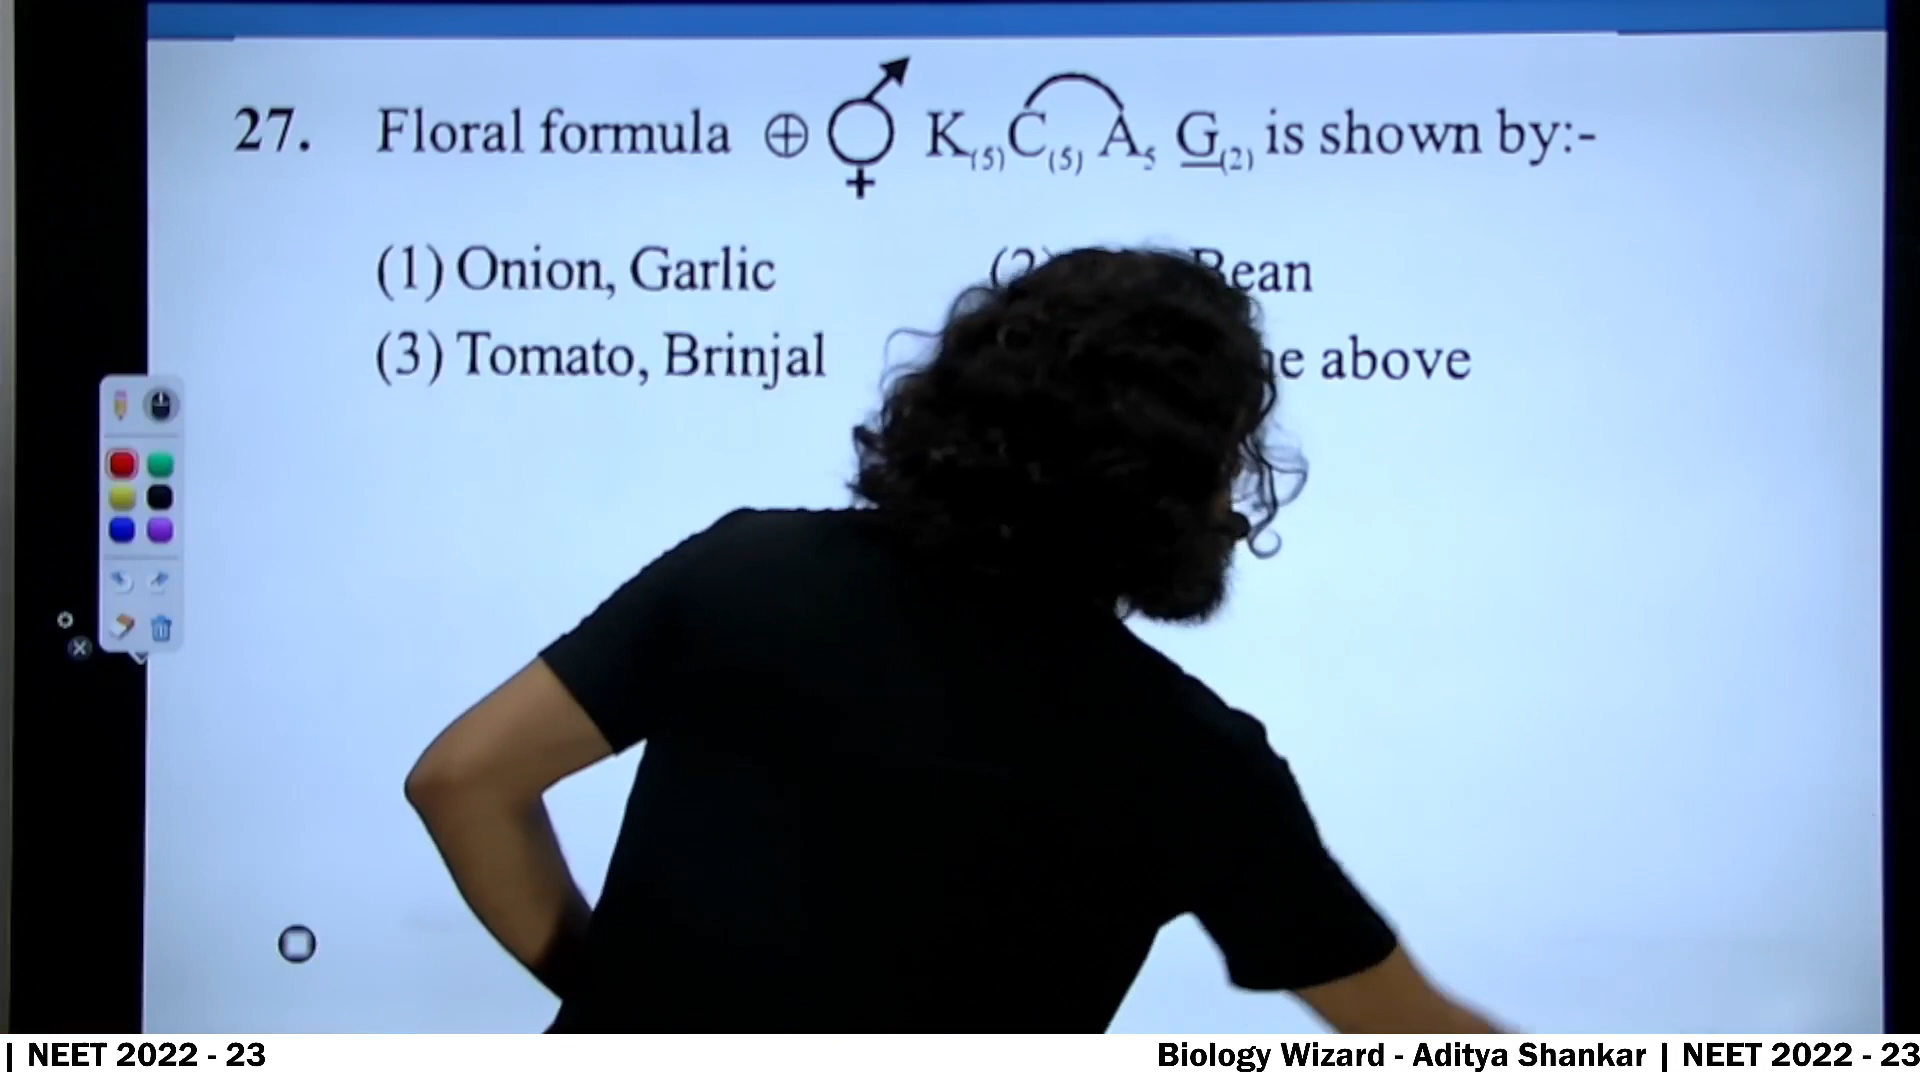 27. Floral formula ⊕ ⚥ K(5)C(5)A5 G(2) is shown by:-
(1) Onion, Garlic
Bean
(3) Tomato, Brinjal
above
| NEET 2022 - 23
Biology Wizard - Aditya Shankar | NEET 2022 - 23